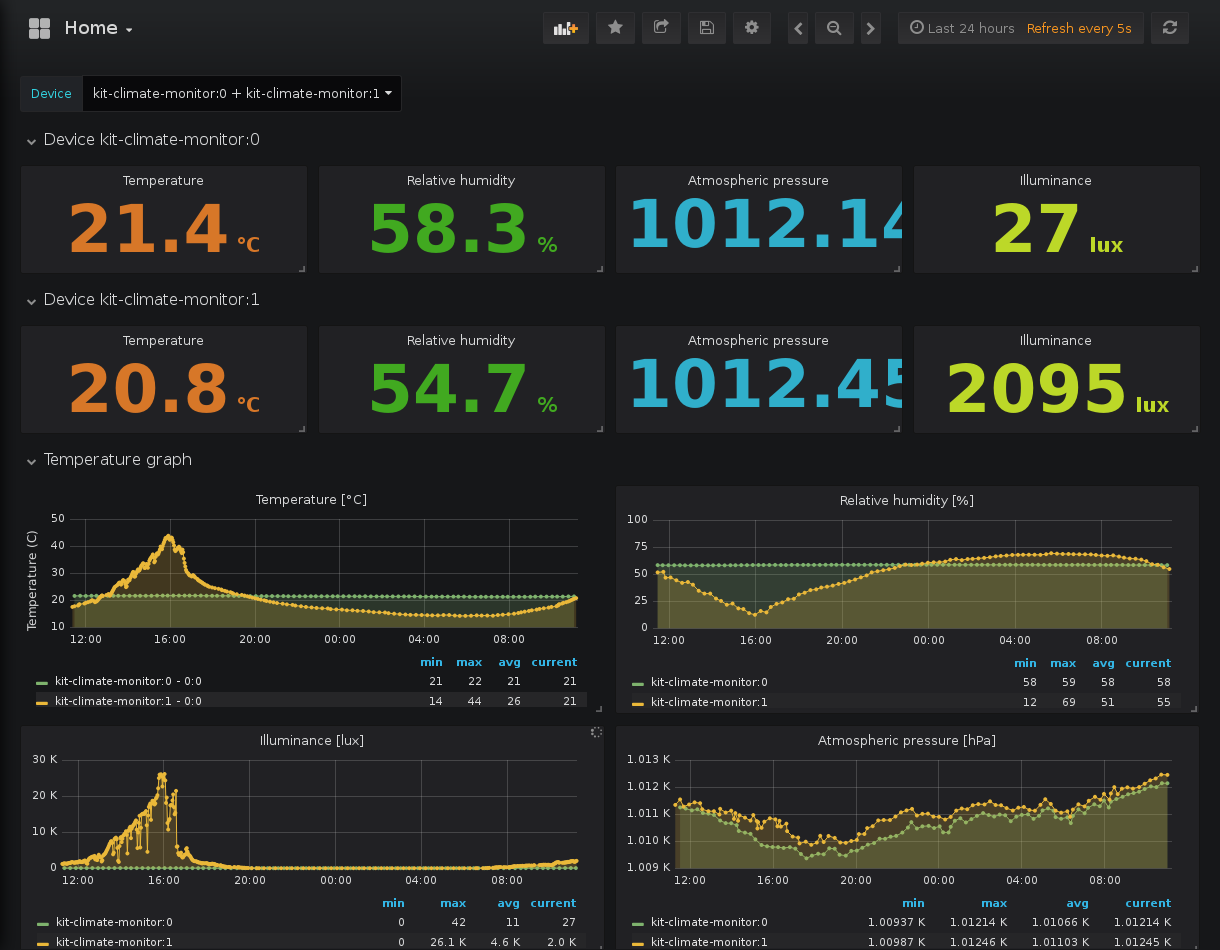 Home
Last 24 hours Refresh every 5s
Device kit-climate-monitor:0 + kit-climate-monitor:1
Device kit-climate-monitor:0
Temperature
21.4 °C
Relative humidity
58.3 %
Atmospheric pressure
1012.14
Illuminance
27 lux
Device kit-climate-monitor:1
Temperature
20.8 °C
Relative humidity
54.7 %
Atmospheric pressure
1012.45
Illuminance
2095 lux
Temperature graph
Temperature [°C]
Temperature (C)
50
40
30
20
10
12:00 16:00 20:00 00:00 04:00 08:00
min max avg current
kit-climate-monitor:0 - 0:0 21 22 21 21
kit-climate-monitor:1 - 0:0 14 44 26 21
Relative humidity [%]
100
75
50
25
0
12:00 16:00 20:00 00:00 04:00 08:00
min max avg current
kit-climate-monitor:0 58 59 58 58
kit-climate-monitor:1 12 69 51 55
Illuminance [lux]
30 K
20 K
10 K
0
12:00 16:00 20:00 00:00 04:00 08:00
min max avg current
kit-climate-monitor:0 0 42 11 27
kit-climate-monitor:1 0 26.1 K 4.6 K 2.0 K
Atmospheric pressure [hPa]
1.013 K
1.012 K
1.011 K
1.010 K
1.009 K
12:00 16:00 20:00 00:00 04:00 08:00
min max avg current
kit-climate-monitor:0 1.00937 K 1.01214 K 1.01066 K 1.01214 K
kit-climate-monitor:1 1.00987 K 1.01246 K 1.01103 K 1.01245 K